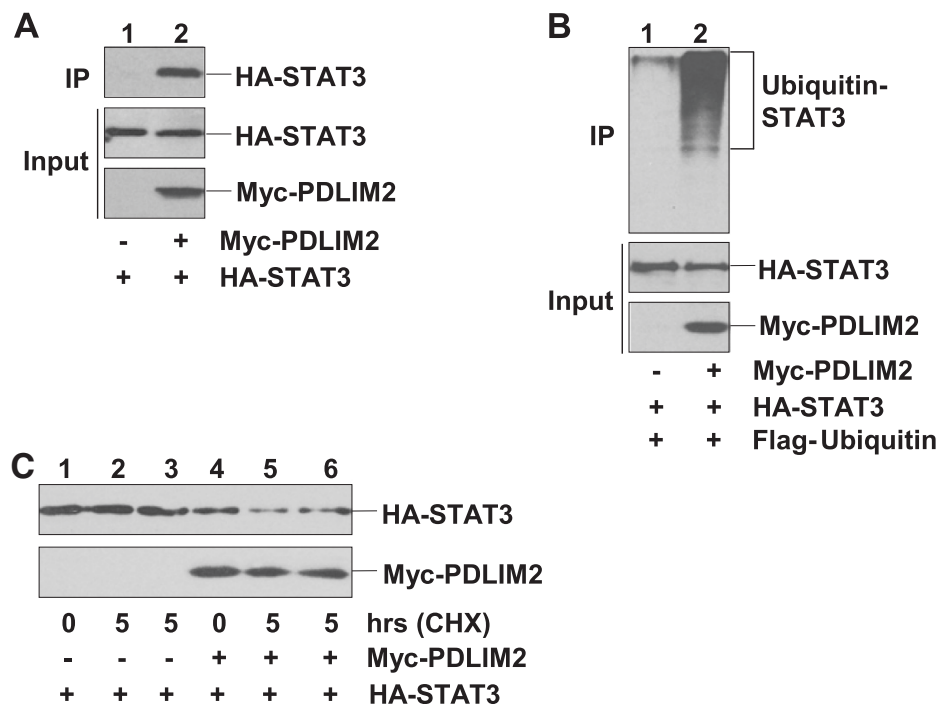 A
1 2
IP HA-STAT3
Input HA-STAT3
Myc-PDLIM2
- + Myc-PDLIM2
+ + HA-STAT3
B
1 2
IP Ubiquitin-
STAT3
Input HA-STAT3
Myc-PDLIM2
- + Myc-PDLIM2
+ + HA-STAT3
+ + Flag-Ubiquitin
C
1 2 3 4 5 6
HA-STAT3
Myc-PDLIM2
0 5 5 0 5 5 hrs (CHX)
- - - + + + Myc-PDLIM2
+ + + + + + HA-STAT3